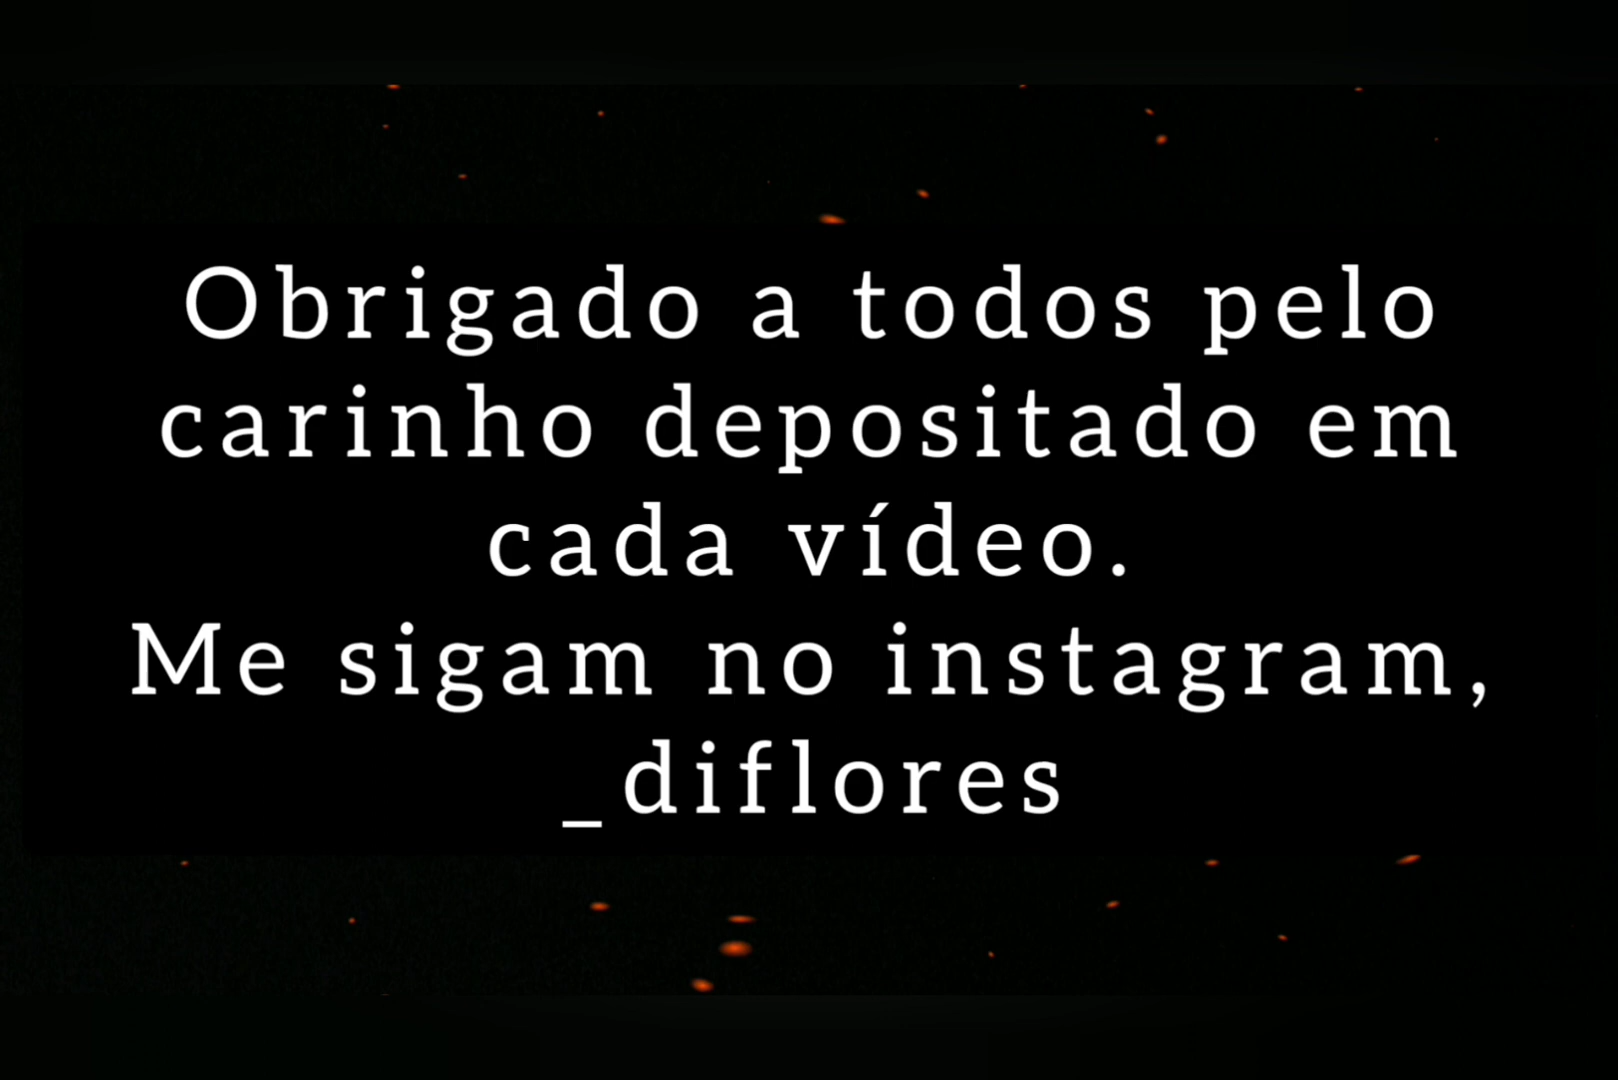 Obrigado a todos pelo
carinho depositado em
cada vídeo.
Me sigam no instagram,
_diflores